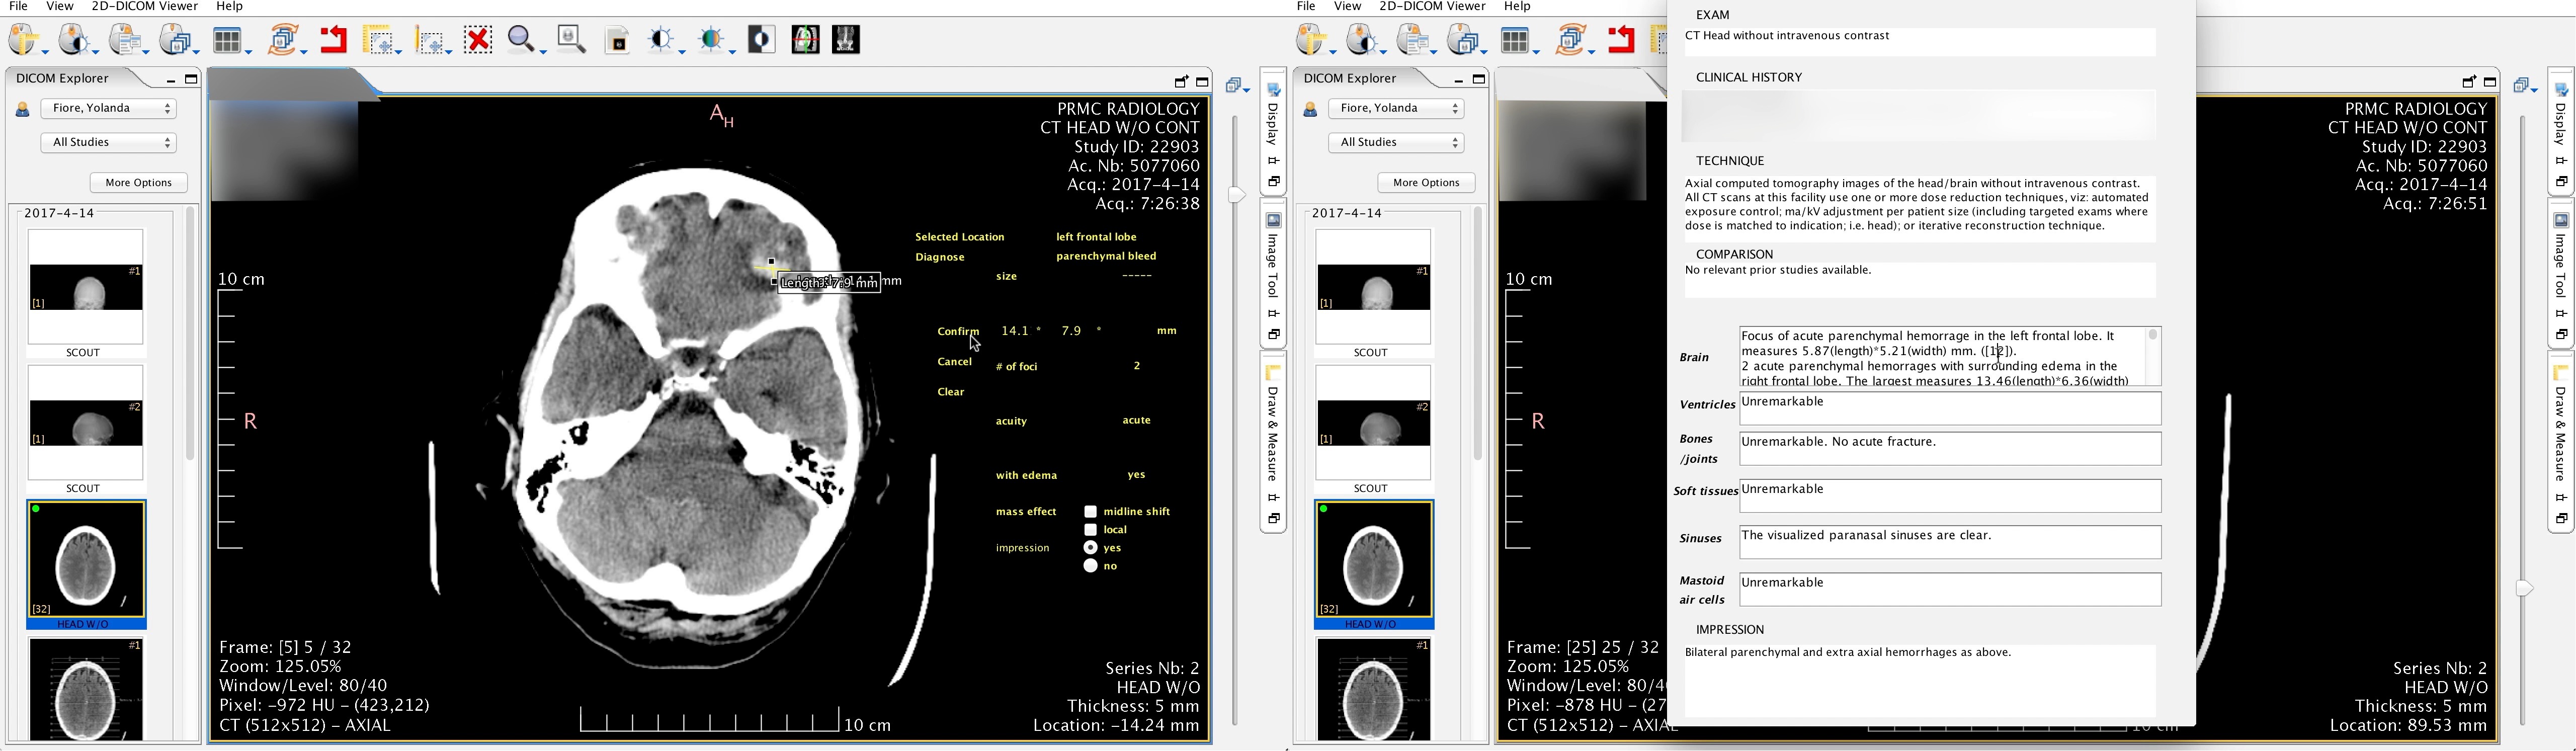 File View 2D-DICOM Viewer Help
DICOM Explorer
Fiore, Yolanda
All Studies
More Options
2017-4-14
#1
[1]
SCOUT
#2
[1]
SCOUT
[32]
HEAD W/O
#1
A
H
PRMC RADIOLOGY
CT HEAD W/O CONT
Study ID: 22903
Ac. Nb: 5077060
Acq.: 2017-4-14
Acq.: 7:26:38
Selected Location left frontal lobe
Diagnose parenchymal bleed
size -----
10 cm
mm
Confirm 14.1 * 7.9 * mm
Cancel
# of foci 2
Clear
R
acuity acute
with edema yes
mass effect midline shift
local
impression yes
no
Frame: [5] 5 / 32
Zoom: 125.05%
Window/Level: 80/40
Pixel: -972 HU - (423,212)
CT (512x512) - AXIAL
10 cm
Series Nb: 2
HEAD W/O
Thickness: 5 mm
Location: -14.24 mm
Display
Image Tool
Draw & Measure
File View 2D-DICOM Viewer Help
DICOM Explorer
Fiore, Yolanda
All Studies
More Options
2017-4-14
#1
[1]
SCOUT
#2
[1]
SCOUT
[32]
HEAD W/O
#1
10 cm
R
Frame: [25] 25 / 32
Zoom: 125.05%
Window/Level: 80/4
Pixel: -878 HU - (27
CT (512x512) - AXIA
EXAM
CT Head without intravenous contrast
CLINICAL HISTORY
TECHNIQUE
Axial computed tomography images of the head/brain without intravenous contrast.
All CT scans at this facility use one or more dose reduction techniques, viz: automated
exposure control; ma/kV adjustment per patient size (including targeted exams where
dose is matched to indication; i.e. head); or iterative reconstruction technique.
COMPARISON
No relevant prior studies available.
Brain
Focus of acute parenchymal hemorrage in the left frontal lobe. It
measures 5.87(length)*5.21(width) mm. ([12]).
2 acute parenchymal hemorrhages with surrounding edema in the
right frontal lobe. The largest measures 13.46(length)*6.36(width)
Ventricles Unremarkable
Bones
/joints
Unremarkable. No acute fracture.
Soft tissues Unremarkable
Sinuses The visualized paranasal sinuses are clear.
Mastoid
air cells
Unremarkable
IMPRESSION
Bilateral parenchymal and extra axial hemorrhages as above.
PRMC RADIOLOGY
CT HEAD W/O CONT
Study ID: 22903
Ac. Nb: 5077060
Acq.: 2017-4-14
Acq.: 7:26:51
10 cm
Series Nb: 2
HEAD W/O
Thickness: 5 mm
Location: 89.53 mm
Display
Image Tool
Draw & Measure